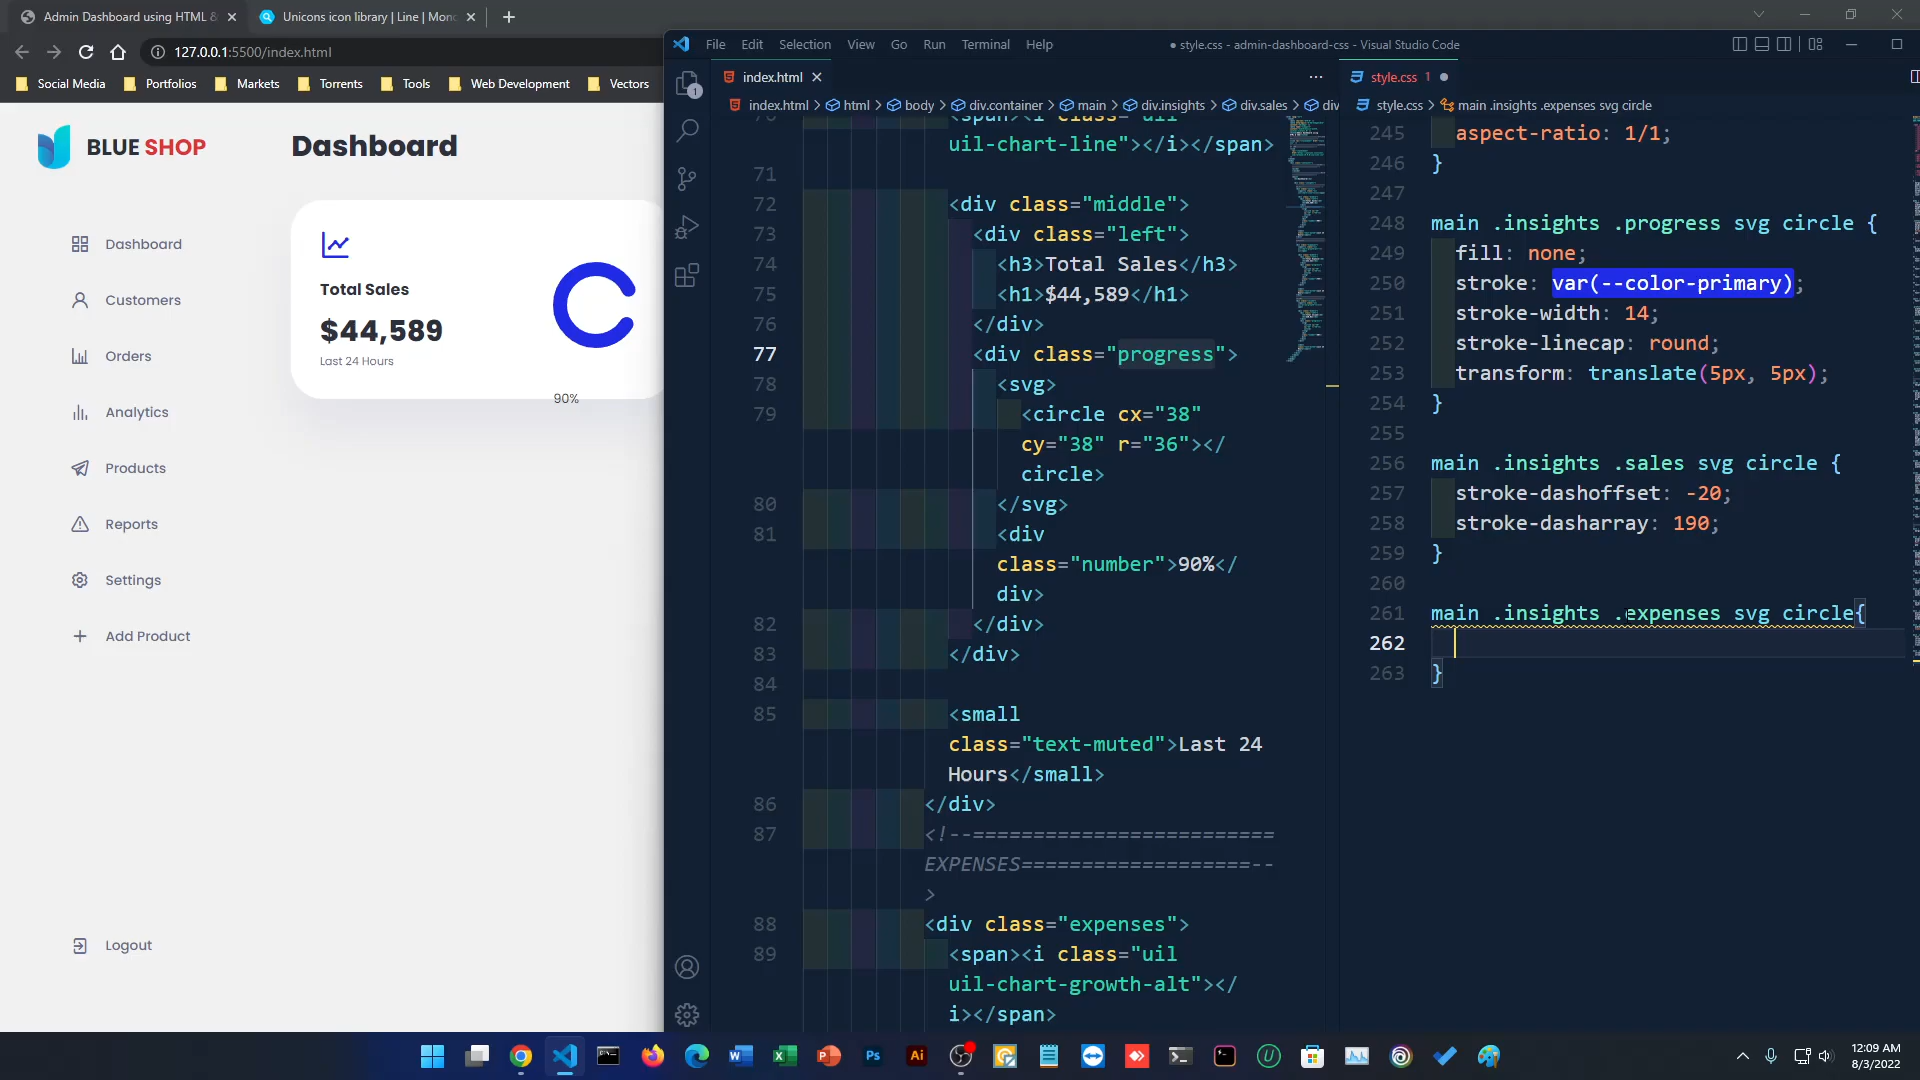 Admin Dashboard using HTML &
Unicons icon library | Line | Mono
127.0.0.1:5500/index.html
Social Media
Portfolios
Markets
Torrents
Tools
Web Development
Vectors
BLUE SHOP
Dashboard
Customers
Orders
Analytics
Products
Reports
Settings
Add Product
Logout
Dashboard
Total Sales
$44,589
Last 24 Hours
90%
File Edit Selection View Go Run Terminal Help
● style.css - admin-dashboard-css - Visual Studio Code
1
index.html
index.html > html > body > div.container > main > div.insights > div.sales > div
<span><i class="uil
uil-chart-line"></i></span>
71
72 <div class="middle">
73 <div class="left">
74 <h3>Total Sales</h3>
75 <h1>$44,589</h1>
76 </div>
77 <div class="progress">
78 <svg>
79 <circle cx="38"
cy="38" r="36"></
circle>
80 </svg>
81 <div
class="number">90%</
div>
82 </div>
83 </div>
84
85 <small
class="text-muted">Last 24
Hours</small>
86 </div>
87 <!--=========================
EXPENSES===================--
>
88 <div class="expenses">
89 <span><i class="uil
uil-chart-growth-alt"></
i></span>
style.css 1 ●
style.css > main .insights .expenses svg circle
245 aspect-ratio: 1/1;
246 }
247
248 main .insights .progress svg circle {
249 fill: none;
250 stroke: var(--color-primary);
251 stroke-width: 14;
252 stroke-linecap: round;
253 transform: translate(5px, 5px);
254 }
255
256 main .insights .sales svg circle {
257 stroke-dashoffset: -20;
258 stroke-dasharray: 190;
259 }
260
261 main .insights .expenses svg circle{
262
263 }
12:09 AM
8/3/2022